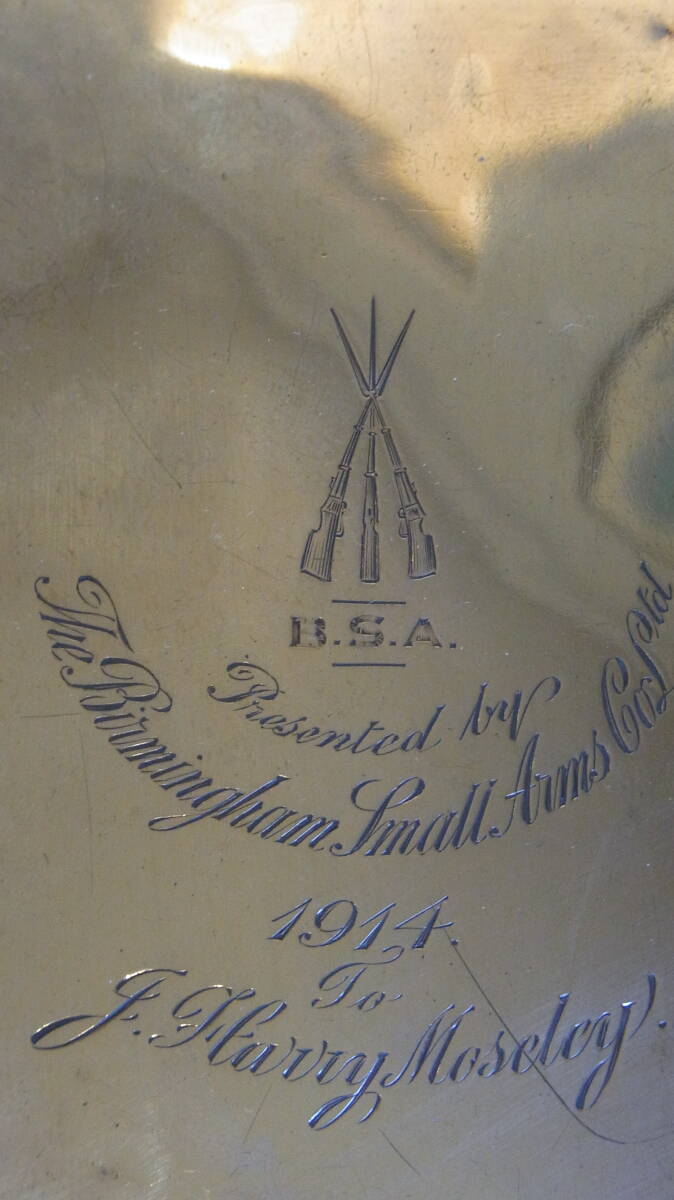 B.S.A.
Presented by
The Birmingham Small Arms Co Ltd
1914.
To
J. Harry Moseley.